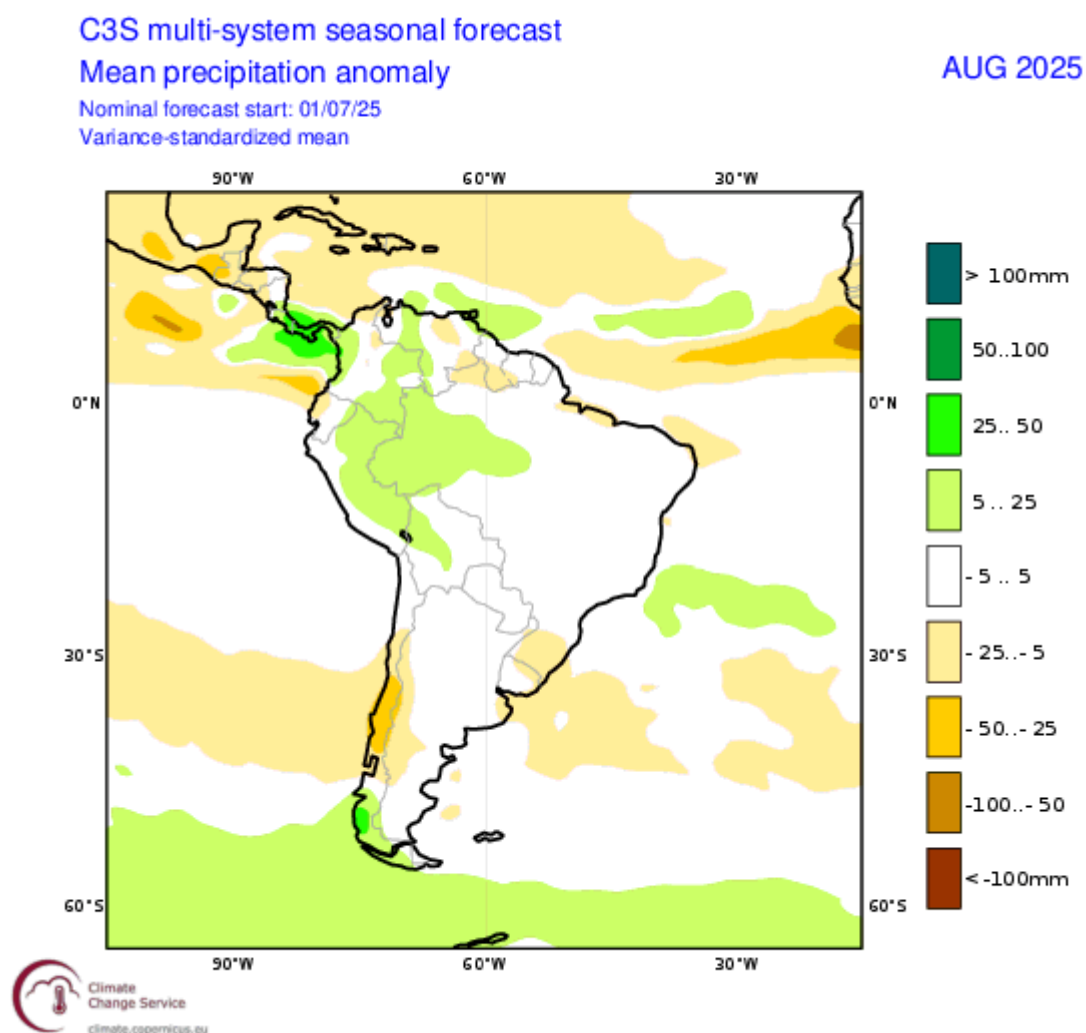 C3S multi-system seasonal forecast
Mean precipitation anomaly
AUG 2025
Nominal forecast start: 01/07/25
Variance-standardized mean
90°W 60°W 30°W
> 100mm
50..100
25.. 50
5 .. 25
- 5 .. 5
- 25..- 5
- 50..- 25
-100..- 50
< -100mm
0°N 0°N
30°S 30°S
60°S 60°S
90°W 60°W 30°W
Climate
Change Service
climate.copernicus.eu